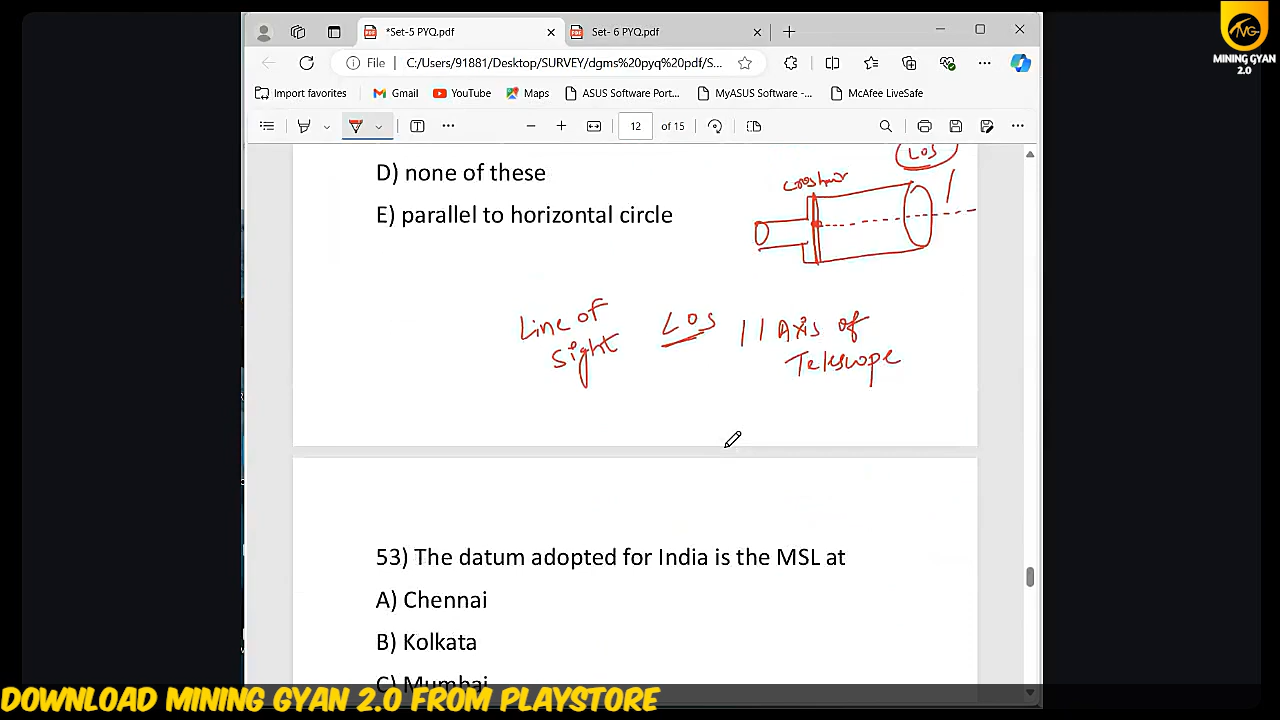 *Set-5 PYQ.pdf
Set- 6 PYQ.pdf
File
C:/Users/91881/Desktop/SURVEY/dgms%20pyq%20pdf/S...
Import favorites
Gmail
YouTube
Maps
ASUS Software Port...
MyASUS Software -...
McAfee LiveSafe
12
of 15
MINING GYAN
2.0
LOS
D) none of these
E) parallel to horizontal circle
Line of
Sight
LOS
|| Axis of
Telescope
53) The datum adopted for India is the MSL at
A) Chennai
B) Kolkata
C) Mumbai
DOWNLOAD MINING GYAN 2.0 FROM PLAYSTORE